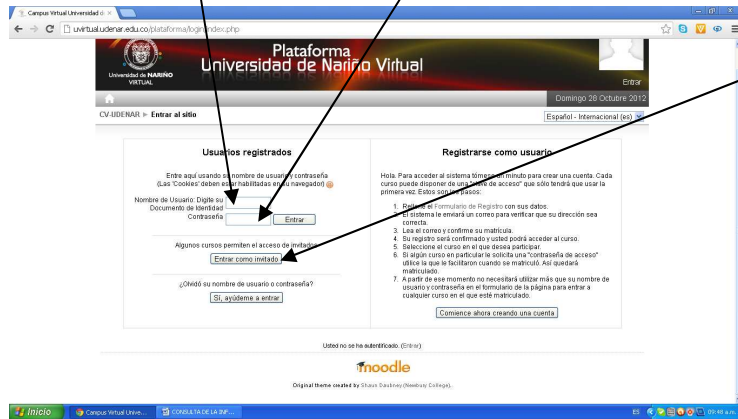 Campus Virtual Universidad de
uvirtual.udenar.edu.co/plataforma/login/index.php
Universidad de NARIÑO
VIRTUAL
Plataforma
Universidad de Nariño Virtual
Entrar
Domingo 28 Octubre 2012
CV-UDENAR ► Entrar al sitio
Español - Internacional (es)
Usuarios registrados
Entre aquí usando su nombre de usuario y contraseña
(Las 'Cookies' deben estar habilitadas en su navegador)
Nombre de Usuario: Digite su
Documento de Identidad
Contraseña
Entrar
Algunos cursos permiten el acceso de invitados
Entrar como invitado
¿Olvidó su nombre de usuario o contraseña?
Sí, ayúdeme a entrar
Registrarse como usuario
Hola. Para acceder al sistema tómese un minuto para crear una cuenta. Cada
curso puede disponer de una "clave de acceso" que sólo tendrá que usar la
primera vez. Estos son los pasos:
1. Rellene el Formulario de Registro con sus datos.
2. El sistema le enviará un correo para verificar que su dirección sea
correcta.
3. Lea el correo y confirme su matrícula.
4. Su registro será confirmado y usted podrá acceder al curso.
5. Seleccione el curso en el que desea participar.
6. Si algún curso en particular le solicita una "contraseña de acceso"
utilice la que le facilitaron cuando se matriculó. Así quedará
matriculado.
7. A partir de ese momento no necesitará utilizar más que su nombre de
usuario y contraseña en el formulario de la página para entrar a
cualquier curso en el que esté matriculado.
Comience ahora creando una cuenta
Usted no se ha autentificado. (Entrar)
moodle
Original theme created by Shaun Daubney (Newbury College).
Inicio
Campus Virtual Unive...
CONSULTA DE LA INF...
ES
09:48 a.m.